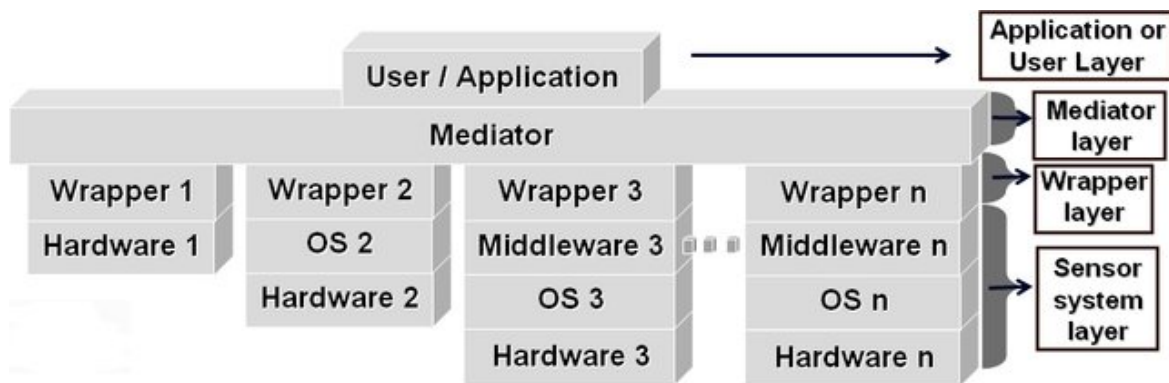 User / Application
Mediator
Wrapper 1
Hardware 1
Wrapper 2
OS 2
Hardware 2
Wrapper 3
Middleware 3
OS 3
Hardware 3
Wrapper n
Middleware n
OS n
Hardware n
Application or
User Layer
Mediator
layer
Wrapper
layer
Sensor
system
layer